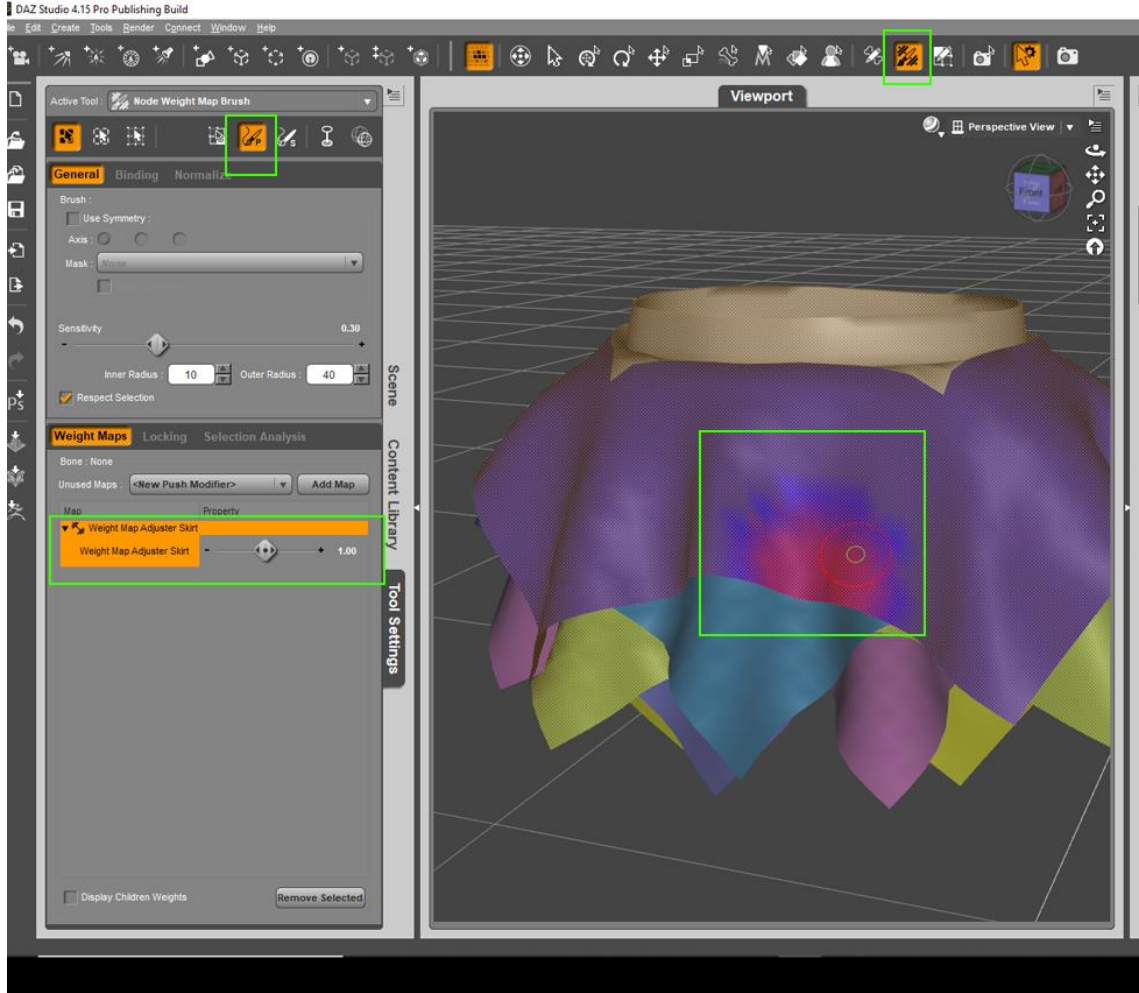 DAZ Studio 4.15 Pro Publishing Build
Edit Create Tools Render Connect Window Help
Active Tool : Node Weight Map Brush
Viewport
Perspective View
P S
General Binding Normalize
Front
Brush :
Use Symmetry :
Axis :
Mask : None
Sensitivity 0.30
- +
Inner Radius : 10 Outer Radius : 40
Respect Selection
Scene
Content Library
Tool Settings
Ps
Weight Maps Locking Selection Analysis
Bone : None
Unused Maps : <New Push Modifier> Add Map
Map Property
Weight Map Adjuster Skirt
Weight Map Adjuster Skirt - + 1.00
Display Children Weights Remove Selected